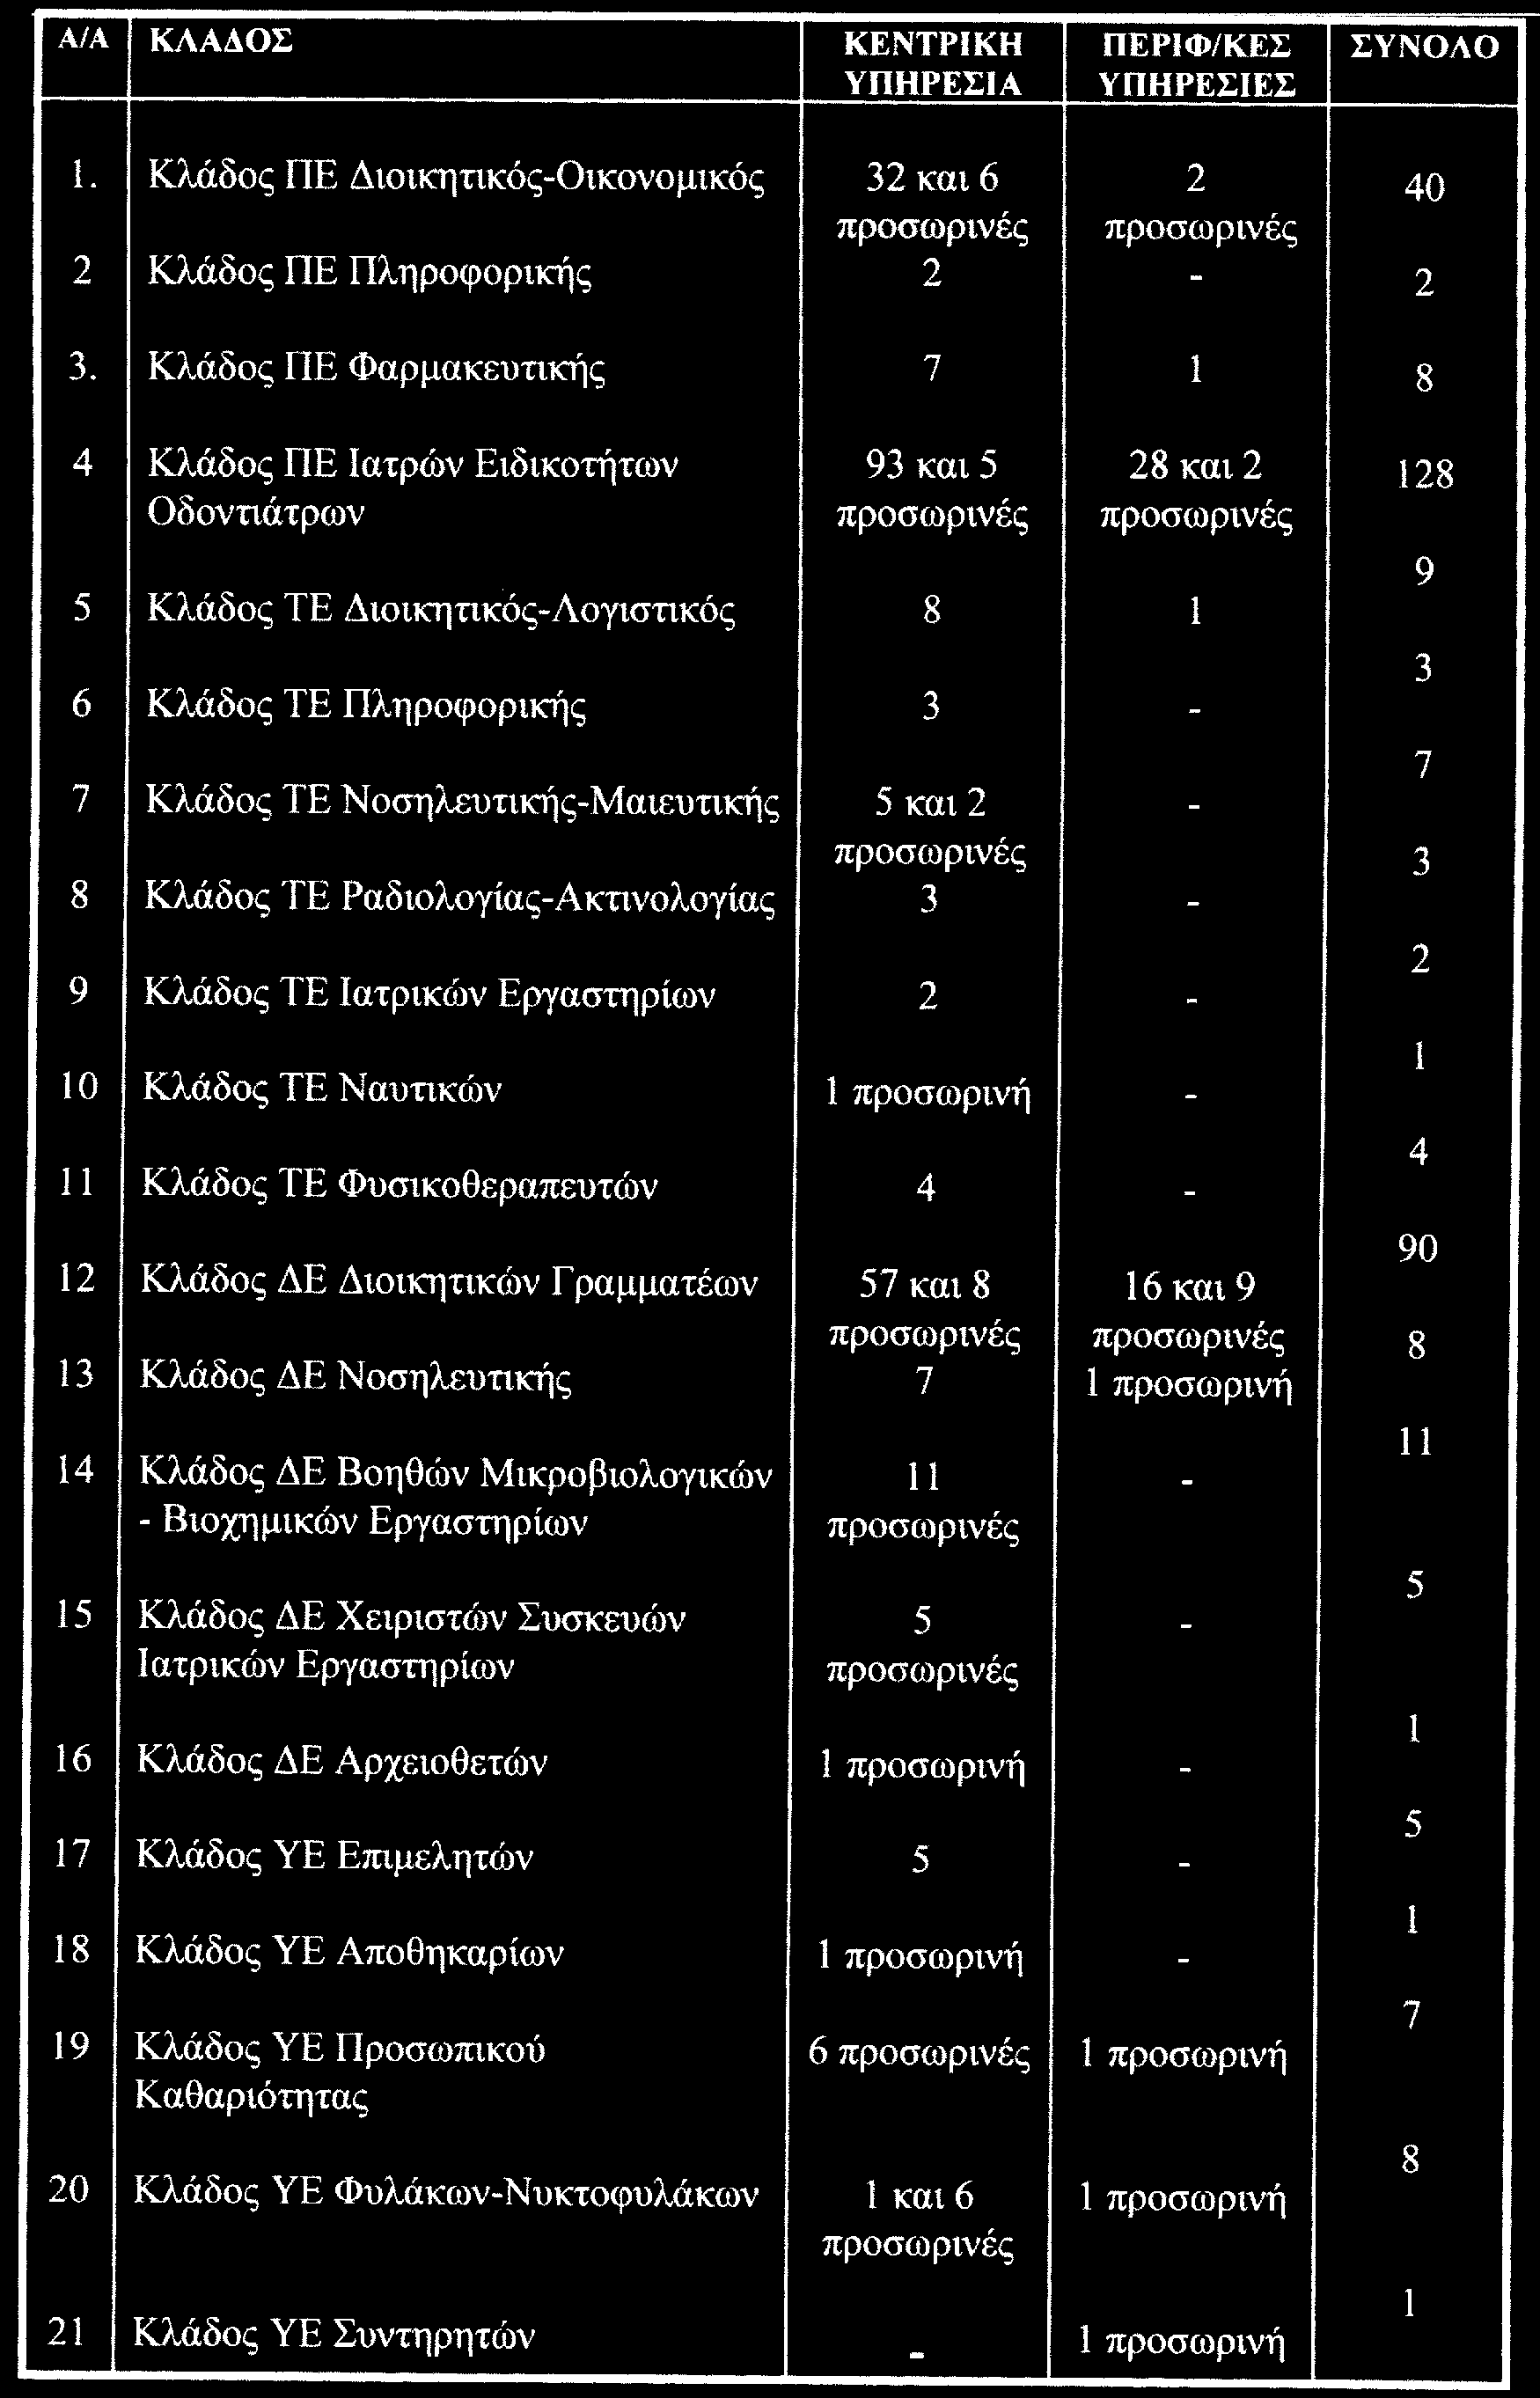 Α/Α ΚΛΑΔΟΣ ΚΕΝΤΡΙΚΗ ΠΕΡΙΦ/ΚΕΣ ΣΥΝΟΛΟ
ΥΠΗΡΕΣΙΑ ΥΠΗΡΕΣΙΕΣ
1. Κλάδος ΠΕ Διοικητικός-Οικονομικός 32 και 6 2 40
προσωρινές προσωρινές
2 Κλάδος ΠΕ Πληροφορικής 2 - 2
3. Κλάδος ΠΕ Φαρμακευτικής 7 1 8
4 Κλάδος ΠΕ Ιατρών Ειδικοτήτων 93 και 5 28 και 2 128
Οδοντιάτρων προσωρινές προσωρινές
5 Κλάδος ΤΕ Διοικητικός-Λογιστικός 8 1 9
6 Κλάδος ΤΕ Πληροφορικής 3 - 3
7 Κλάδος ΤΕ Νοσηλευτικής-Μαιευτικής 5 και 2 - 7
προσωρινές
8 Κλάδος ΤΕ Ραδιολογίας-Ακτινολογίας 3 - 3
9 Κλάδος ΤΕ Ιατρικών Εργαστηρίων 2 - 2
10 Κλάδος ΤΕ Ναυτικών 1 προσωρινή - 1
11 Κλάδος ΤΕ Φυσικοθεραπευτών 4 - 4
12 Κλάδος ΔΕ Διοικητικών Γραμματέων 57 και 8 16 και 9 90
προσωρινές προσωρινές
13 Κλάδος ΔΕ Νοσηλευτικής 7 1 προσωρινή 8
14 Κλάδος ΔΕ Βοηθών Μικροβιολογικών 11 - 11
- Βιοχημικών Εργαστηρίων προσωρινές
15 Κλάδος ΔΕ Χειριστών Συσκευών 5 - 5
Ιατρικών Εργαστηρίων προσωρινές
16 Κλάδος ΔΕ Αρχειοθετών 1 προσωρινή - 1
17 Κλάδος ΥΕ Επιμελητών 5 - 5
18 Κλάδος ΥΕ Αποθηκαρίων 1 προσωρινή - 1
19 Κλάδος ΥΕ Προσωπικού 6 προσωρινές 1 προσωρινή 7
Καθαριότητας
20 Κλάδος ΥΕ Φυλάκων-Νυκτοφυλάκων 1 και 6 1 προσωρινή 8
προσωρινές
21 Κλάδος ΥΕ Συντηρητών - 1 προσωρινή 1